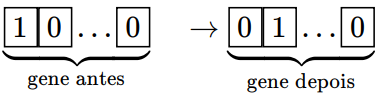 1 0 ... 0 → 0 1 ... 0
gene antes gene depois